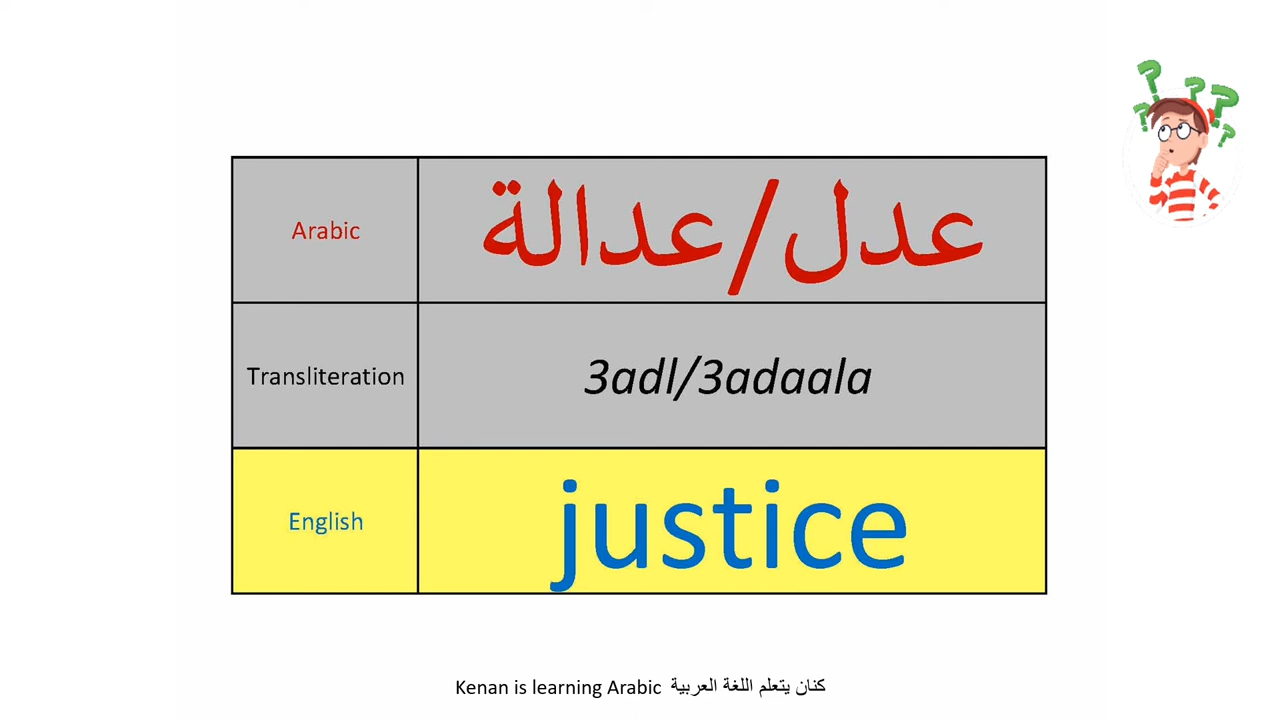 Arabic عدل/عدالة
Transliteration 3adl/3adaala
English justice
Kenan is learning Arabic كنان يتعلم اللغة العربية